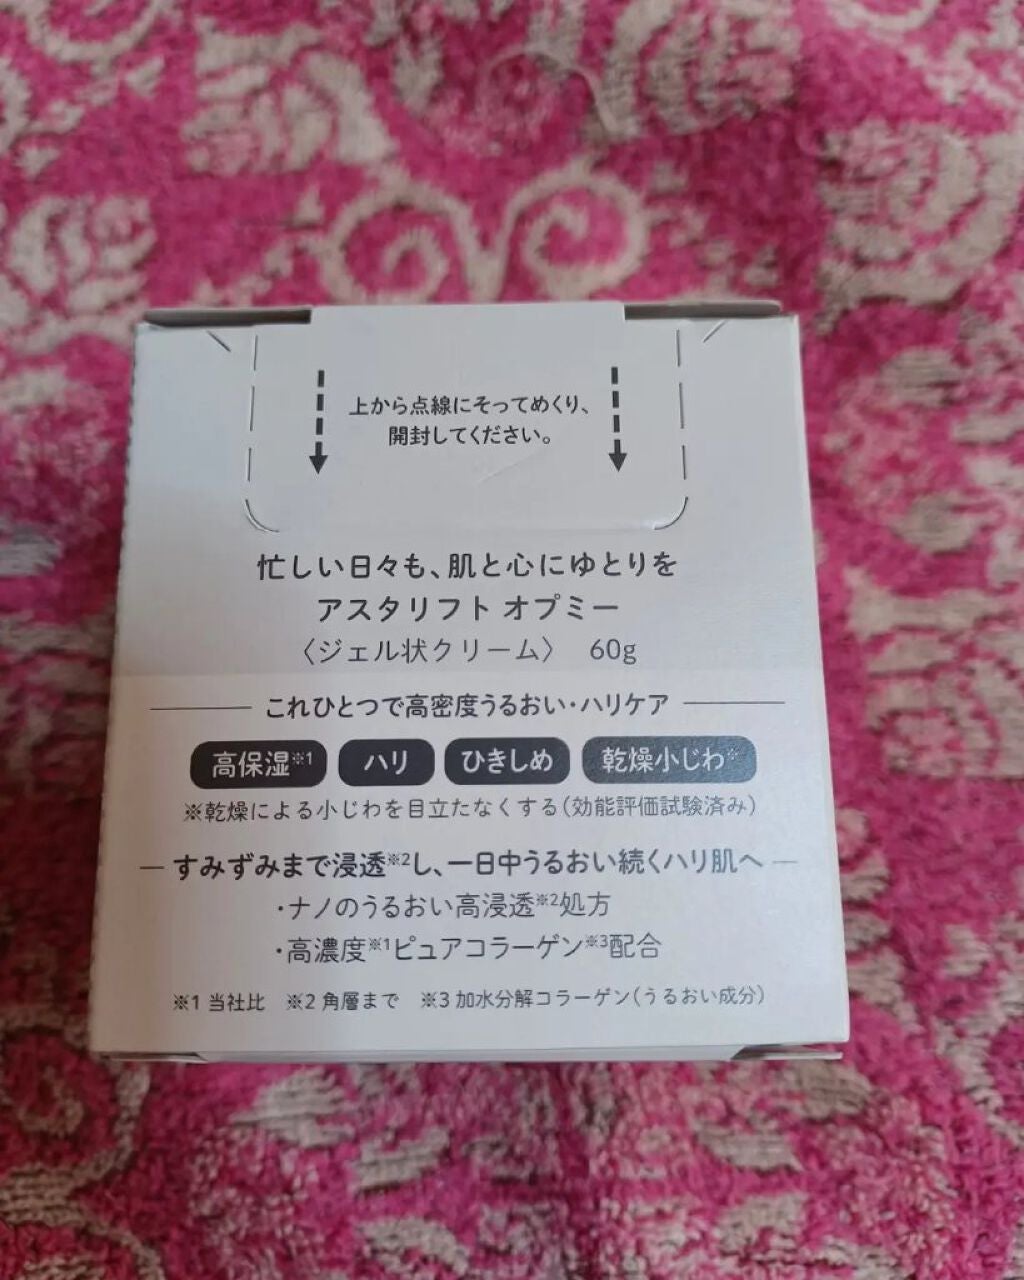 上から点線にそってめくり、
開封してください。
忙しい日々も、肌と心にゆとりを
アスタリフト オプミー
〈ジェル状クリーム〉 60g
これひとつで高密度うるおい・ハリケア
高保湿※1 ハリ ひきしめ 乾燥小じわ※
※乾燥による小じわを目立たなくする(効能評価試験済み)
すみずみまで浸透※2し、一日中うるおい続くハリ肌へ
・ナノのうるおい高浸透※2処方
・高濃度※1ピュアコラーゲン※3配合
※1 当社比 ※2 角層まで ※3 加水分解コラーゲン(うるおい成分)